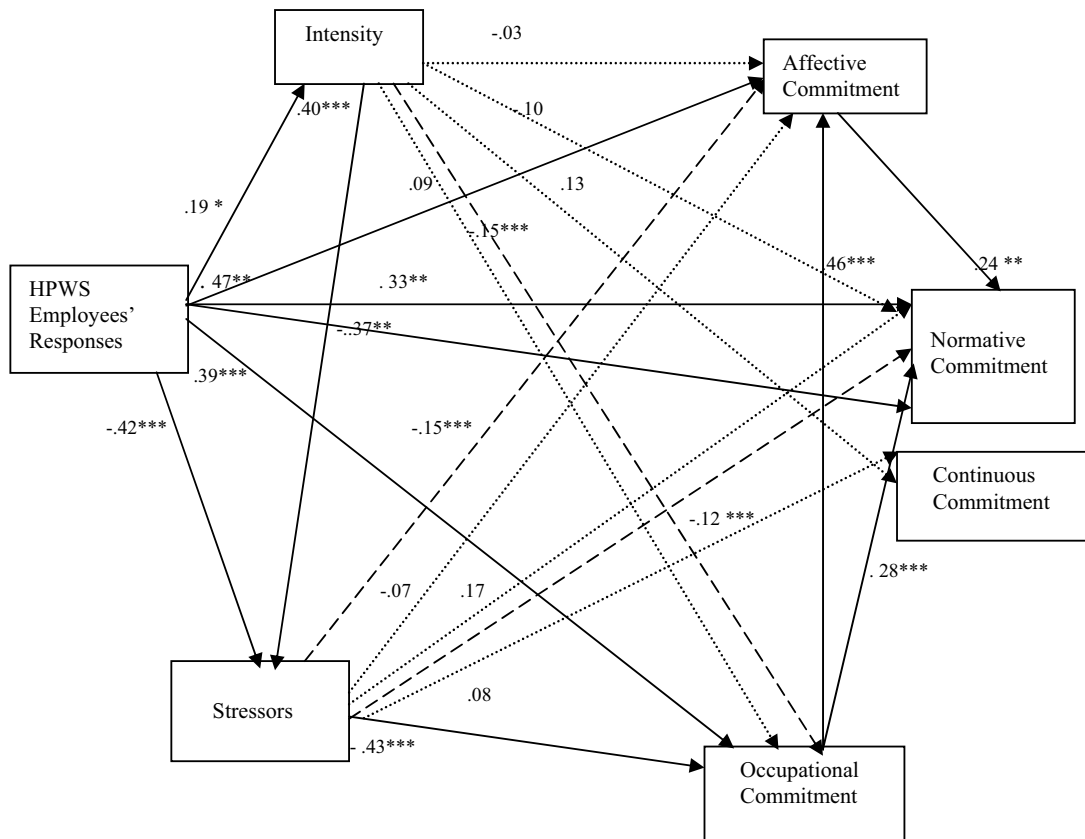 Intensity
-.03
Affective
Commitment
.40***
-.10
.09
.13
.19 *
-.15***
HPWS
Employees’
Responses
. 47**
. 33**
.46***
.24 **
-.37**
Normative
Commitment
.39***
-.42***
-.15***
Continuous
Commitment
-.12 ***
. 28***
-.07
.17
Stressors
.08
- .43***
Occupational
Commitment